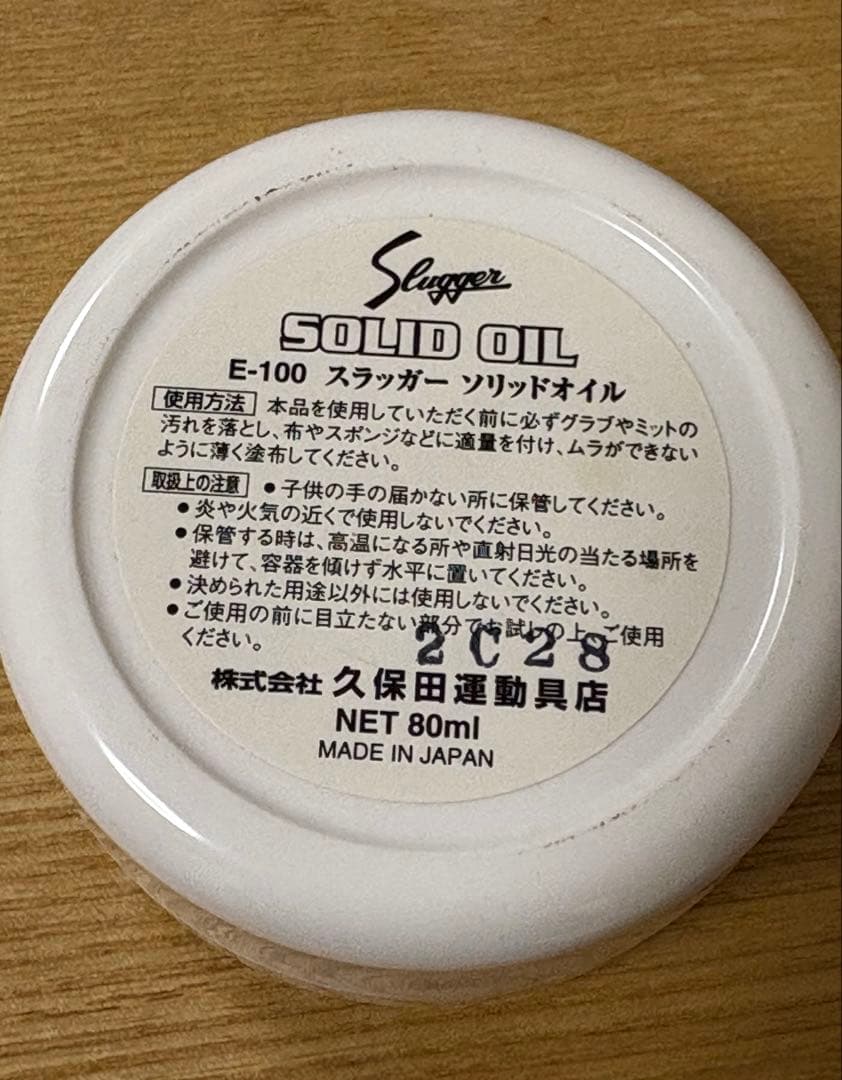 Slugger
SOLID OIL
E-100 スラッガー ソリッドオイル
使用方法 本品を使用していただく前に必ずグラブやミットの
汚れを落とし、布やスポンジなどに適量を付け、ムラができない
ように薄く塗布してください。
取扱上の注意 ●子供の手の届かない所に保管してください。
●炎や火気の近くで使用しないでください。
●保管する時は、高温になる所や直射日光の当たる場所を
避けて、容器を傾けず水平に置いてください。
●決められた用途以外には使用しないでください。
●ご使用の前に目立たない部分でお試しの上、ご使用
ください。
2C28
株式会社 久保田運動具店
NET 80ml
MADE IN JAPAN